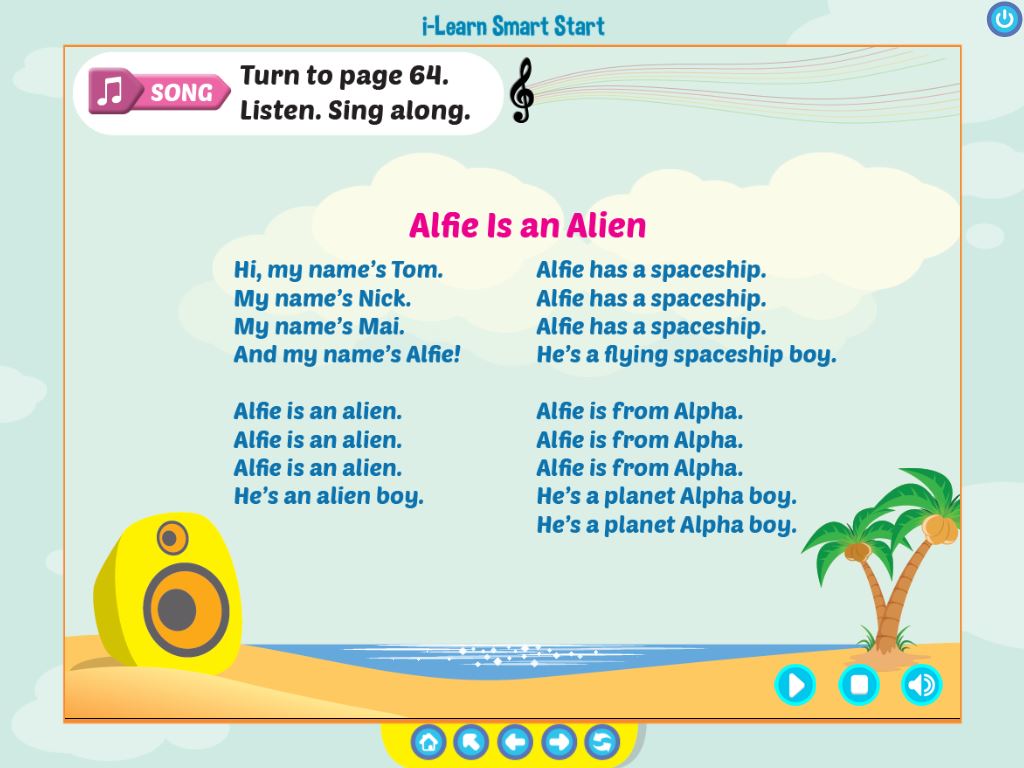 i-Learn Smart Start
SONG
Turn to page 64.
Listen. Sing along.
Alfie Is an Alien
Hi, my name's Tom.
My name's Nick.
My name's Mai.
And my name's Alfie!
Alfie is an alien.
Alfie is an alien.
Alfie is an alien.
He's an alien boy.
Alfie has a spaceship.
Alfie has a spaceship.
Alfie has a spaceship.
He's a flying spaceship boy.
Alfie is from Alpha.
Alfie is from Alpha.
Alfie is from Alpha.
He's a planet Alpha boy.
He's a planet Alpha boy.